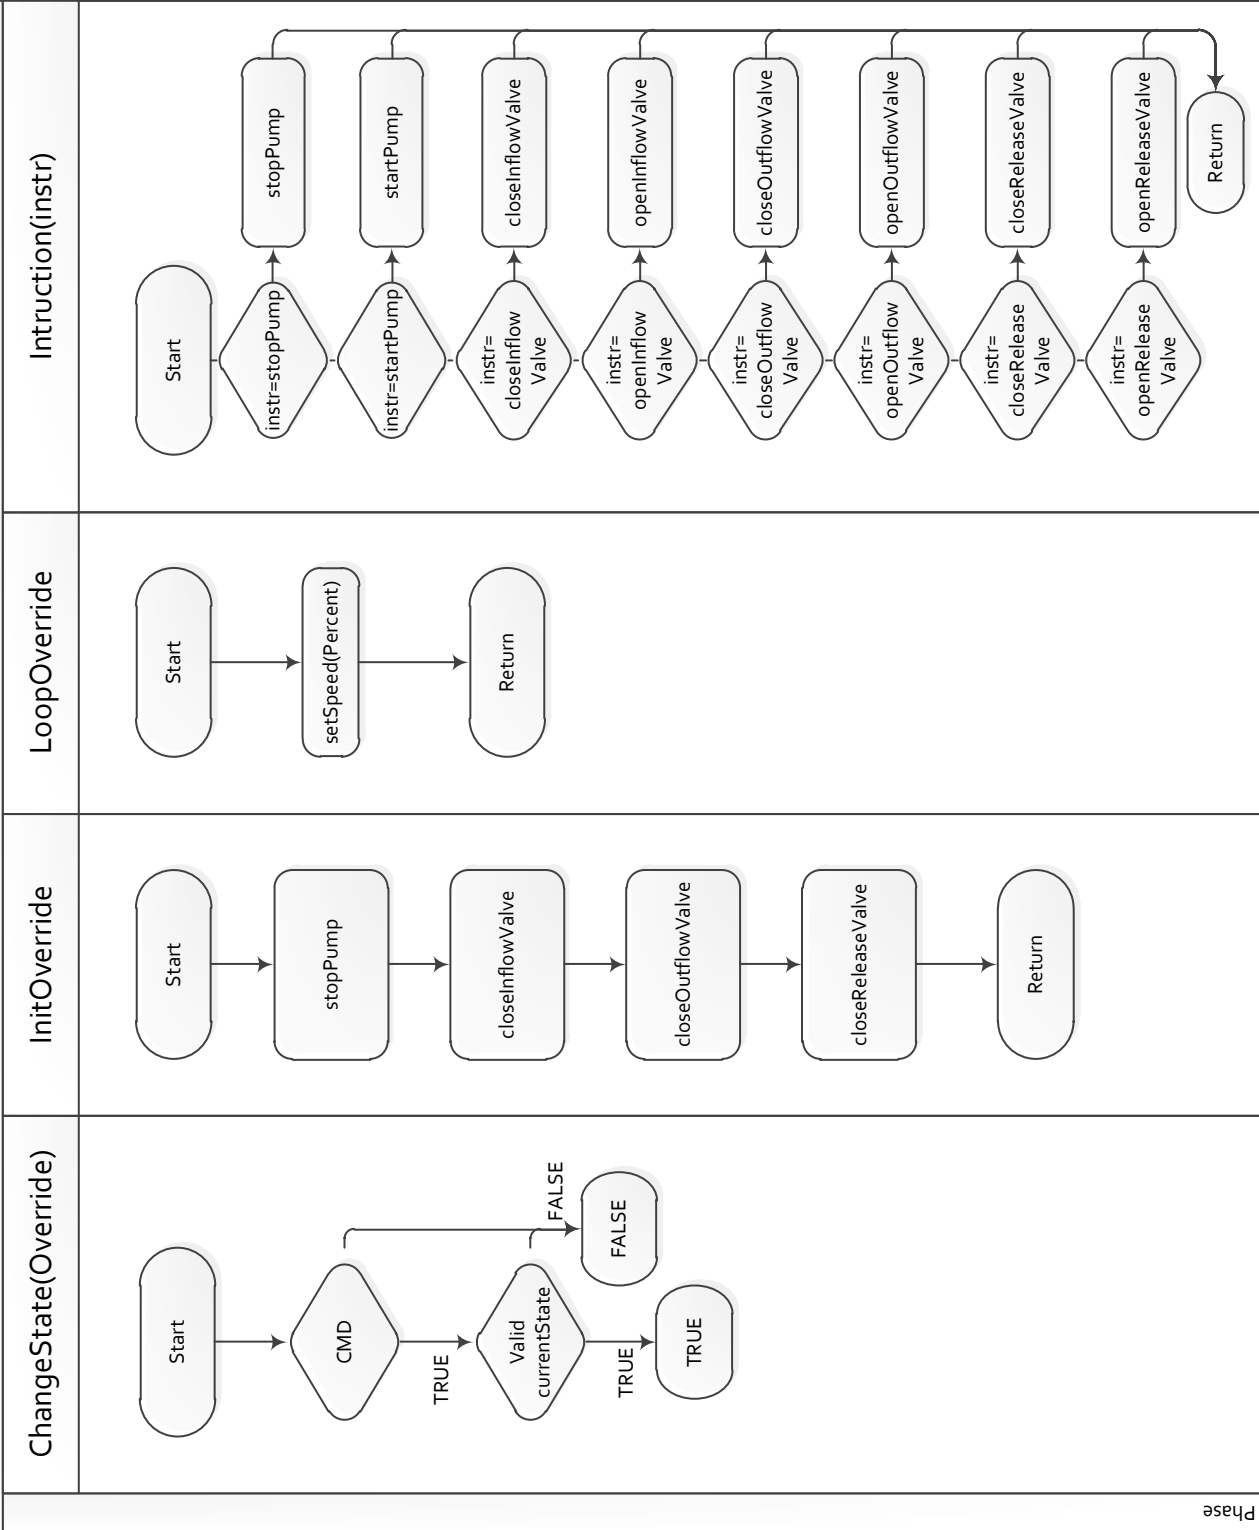 ChangeState(Override)
Start
CMD
TRUE
Valid
currentState
FALSE
TRUE
FALSE
TRUE
InitOverride
Start
stopPump
closeInflowValve
closeOutflowValve
closeReleaseValve
Return
LoopOverride
Start
setSpeed(Percent)
Return
Intruction(instr)
Start
instr=stopPump
stopPump
instr=startPump
startPump
instr=
closeInflow
Valve
closeInflowValve
instr=
openInflow
Valve
openInflowValve
instr=
closeOutflow
Valve
closeOutflowValve
instr=
openOutflow
Valve
openOutflowValve
instr=
closeRelease
Valve
closeReleaseValve
instr=
openRelease
Valve
openReleaseValve
Return
Phase